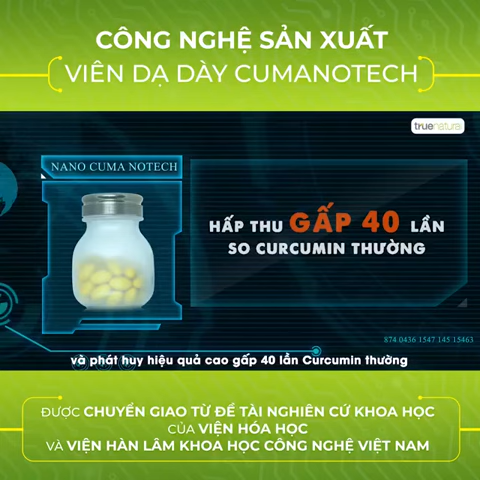 CÔNG NGHỆ SẢN XUẤT
VIÊN DẠ DÀY CUMANOTECH
truenatura
NANO CUMA NOTECH
HẤP THU GẤP 40 LẦN
SO CURCUMIN THƯỜNG
874.0436 1547 145 15463
và phát huy hiệu quả cao gấp 40 lần Curcumin thường
ĐƯỢC CHUYỂN GIAO TỪ ĐỀ TÀI NGHIÊN CỨ KHOA HỌC
CỦA VIỆN HÓA HỌC
VÀ VIỆN HÀN LÂM KHOA HỌC CÔNG NGHỆ VIỆT NAM